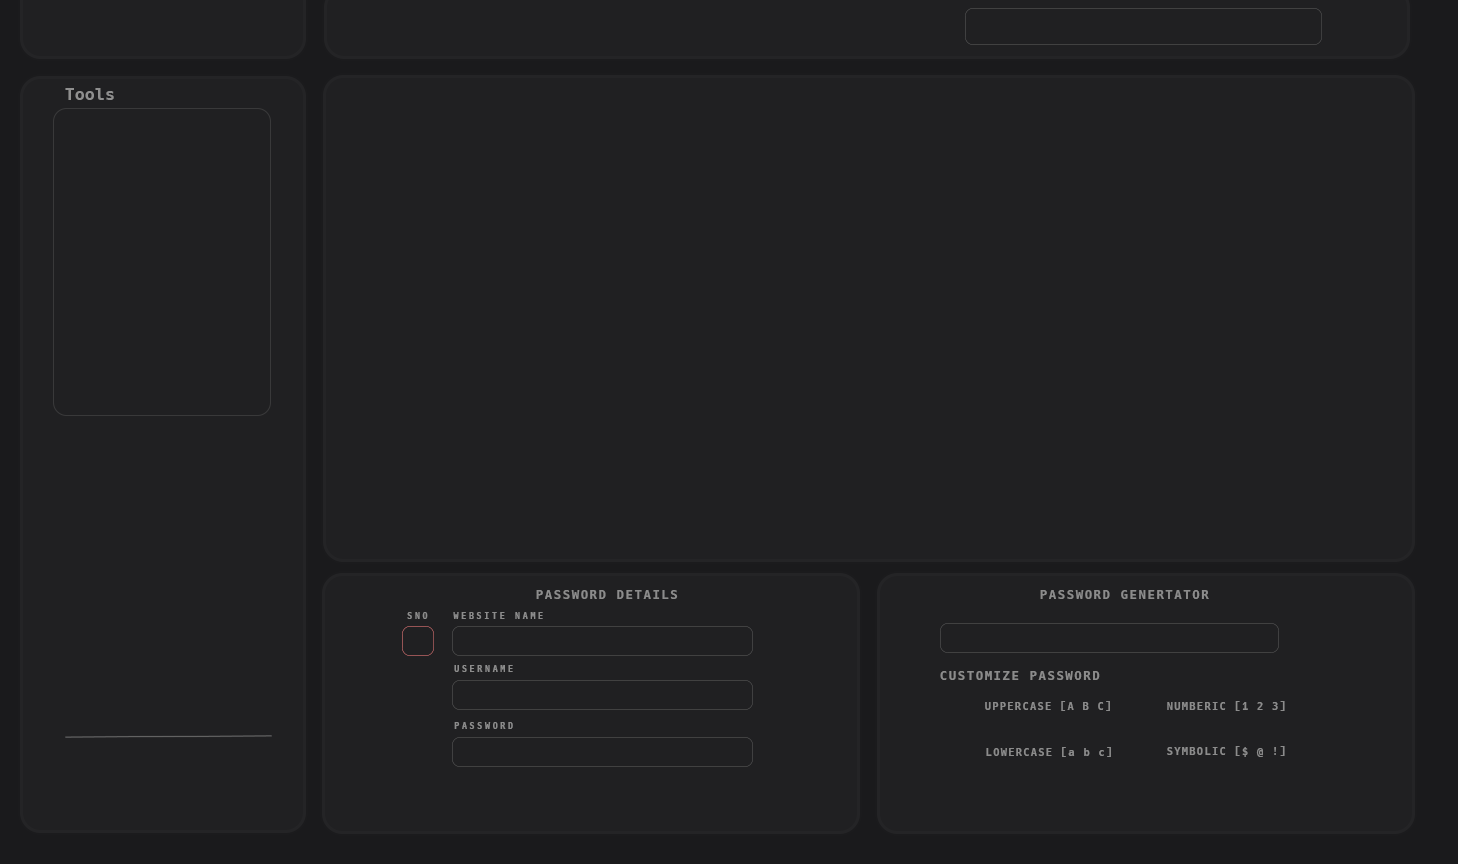 Tools
PASSWORD DETAILS
SNO WEBSITE NAME
USERNAME
PASSWORD
PASSWORD GENERTATOR
CUSTOMIZE PASSWORD
UPPERCASE [A B C] NUMBERIC [1 2 3]
LOWERCASE [a b c] SYMBOLIC [$ @ !]